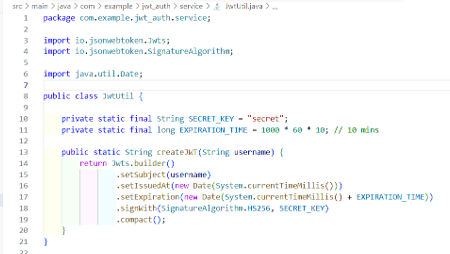 src > main > java > com > example > jwt_auth > service > JwtUtil.java > ...
1 package com.example.jwt_auth.service;
2
3 import io.jsonwebtoken.Jwts;
4 import io.jsonwebtoken.SignatureAlgorithm;
5
6 import java.util.Date;
7
8 public class JwtUtil {
9
10 private static final String SECRET_KEY = "secret";
11 private static final long EXPIRATION_TIME = 1000 * 60 * 10; // 10 mins
12
13 public static String createJWT(String username) {
14 return Jwts.builder()
15 .setSubject(username)
16 .setIssuedAt(new Date(System.currentTimeMillis()))
17 .setExpiration(new Date(System.currentTimeMillis() + EXPIRATION_TIME))
18 .signWith(SignatureAlgorithm.HS256, SECRET_KEY)
19 .compact();
20 }
21 }
22